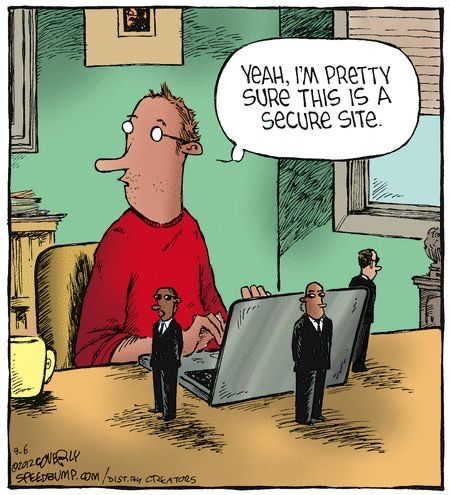 YEAH, I'M PRETTY
SURE THIS IS A
SECURE SITE.
9-6
©2012 COVERLY
SPEEDBUMP.COM / DIST. BY CREATORS